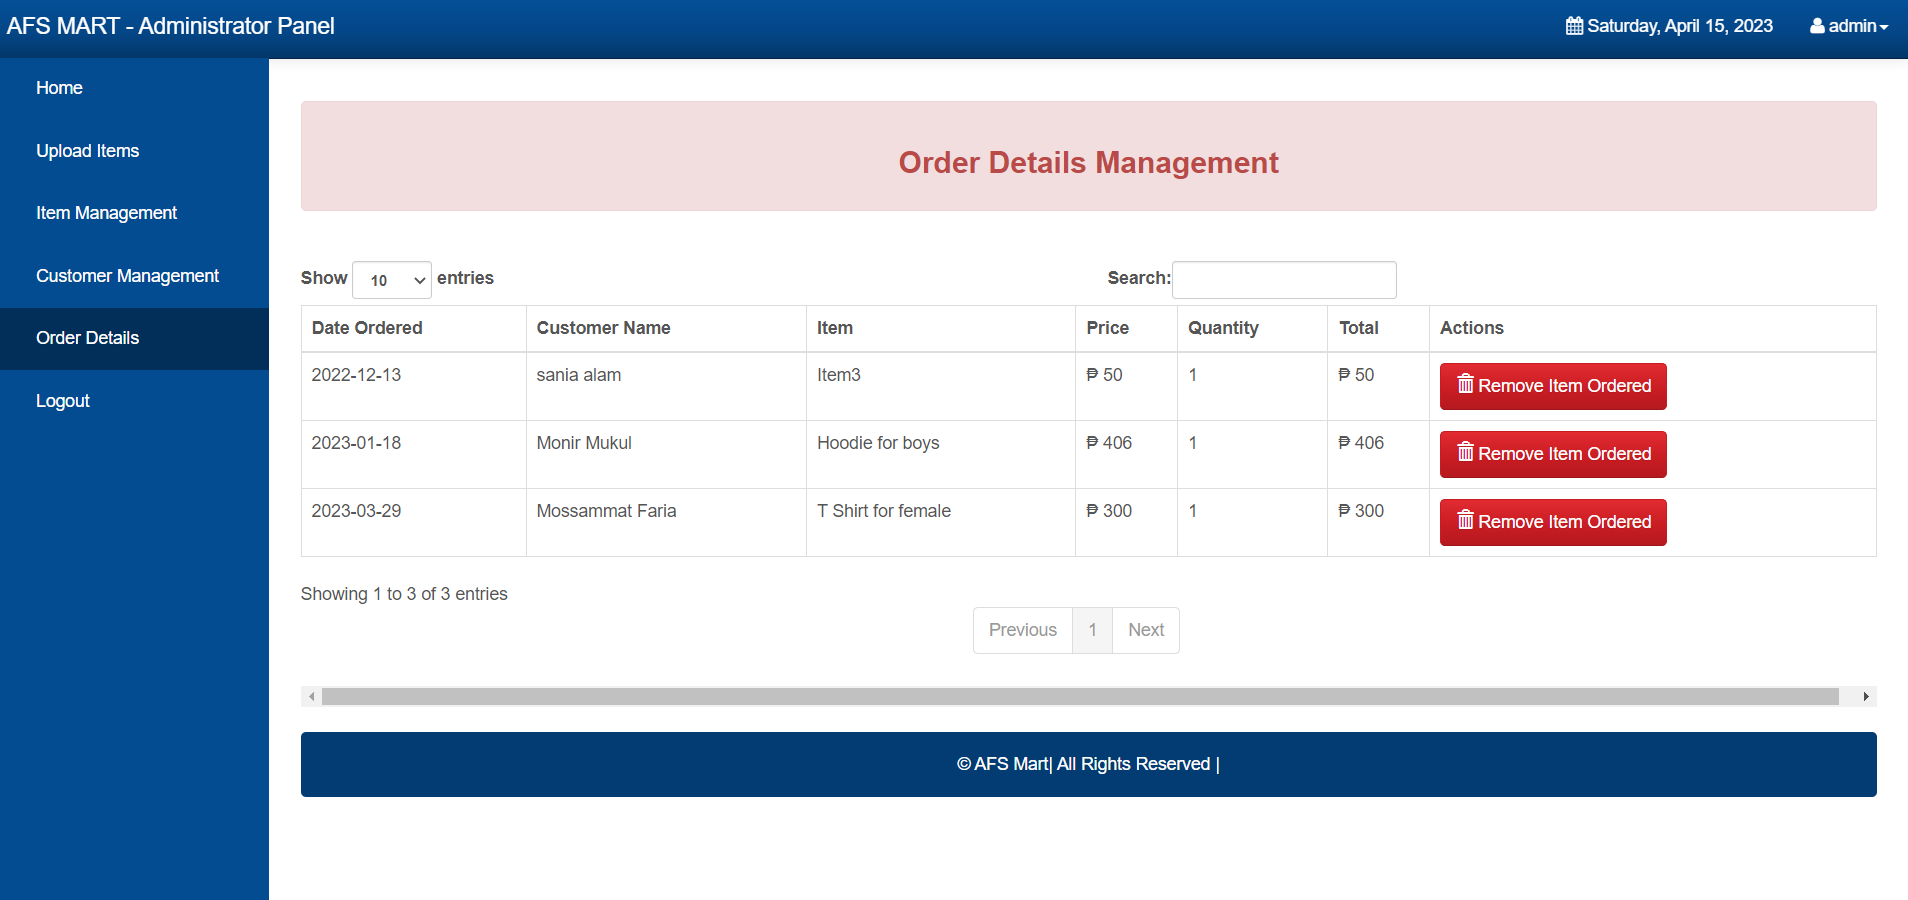 AFS MART - Administrator Panel
Saturday, April 15, 2023
admin
Home
Upload Items
Item Management
Customer Management
Order Details
Logout
Order Details Management
Show 10 entries
Search:
Date Ordered Customer Name Item Price Quantity Total Actions
2022-12-13 sania alam Item3 ₱ 50 1 ₱ 50 Remove Item Ordered
2023-01-18 Monir Mukul Hoodie for boys ₱ 406 1 ₱ 406 Remove Item Ordered
2023-03-29 Mossammat Faria T Shirt for female ₱ 300 1 ₱ 300 Remove Item Ordered
Showing 1 to 3 of 3 entries
Previous 1 Next
© AFS Mart| All Rights Reserved |